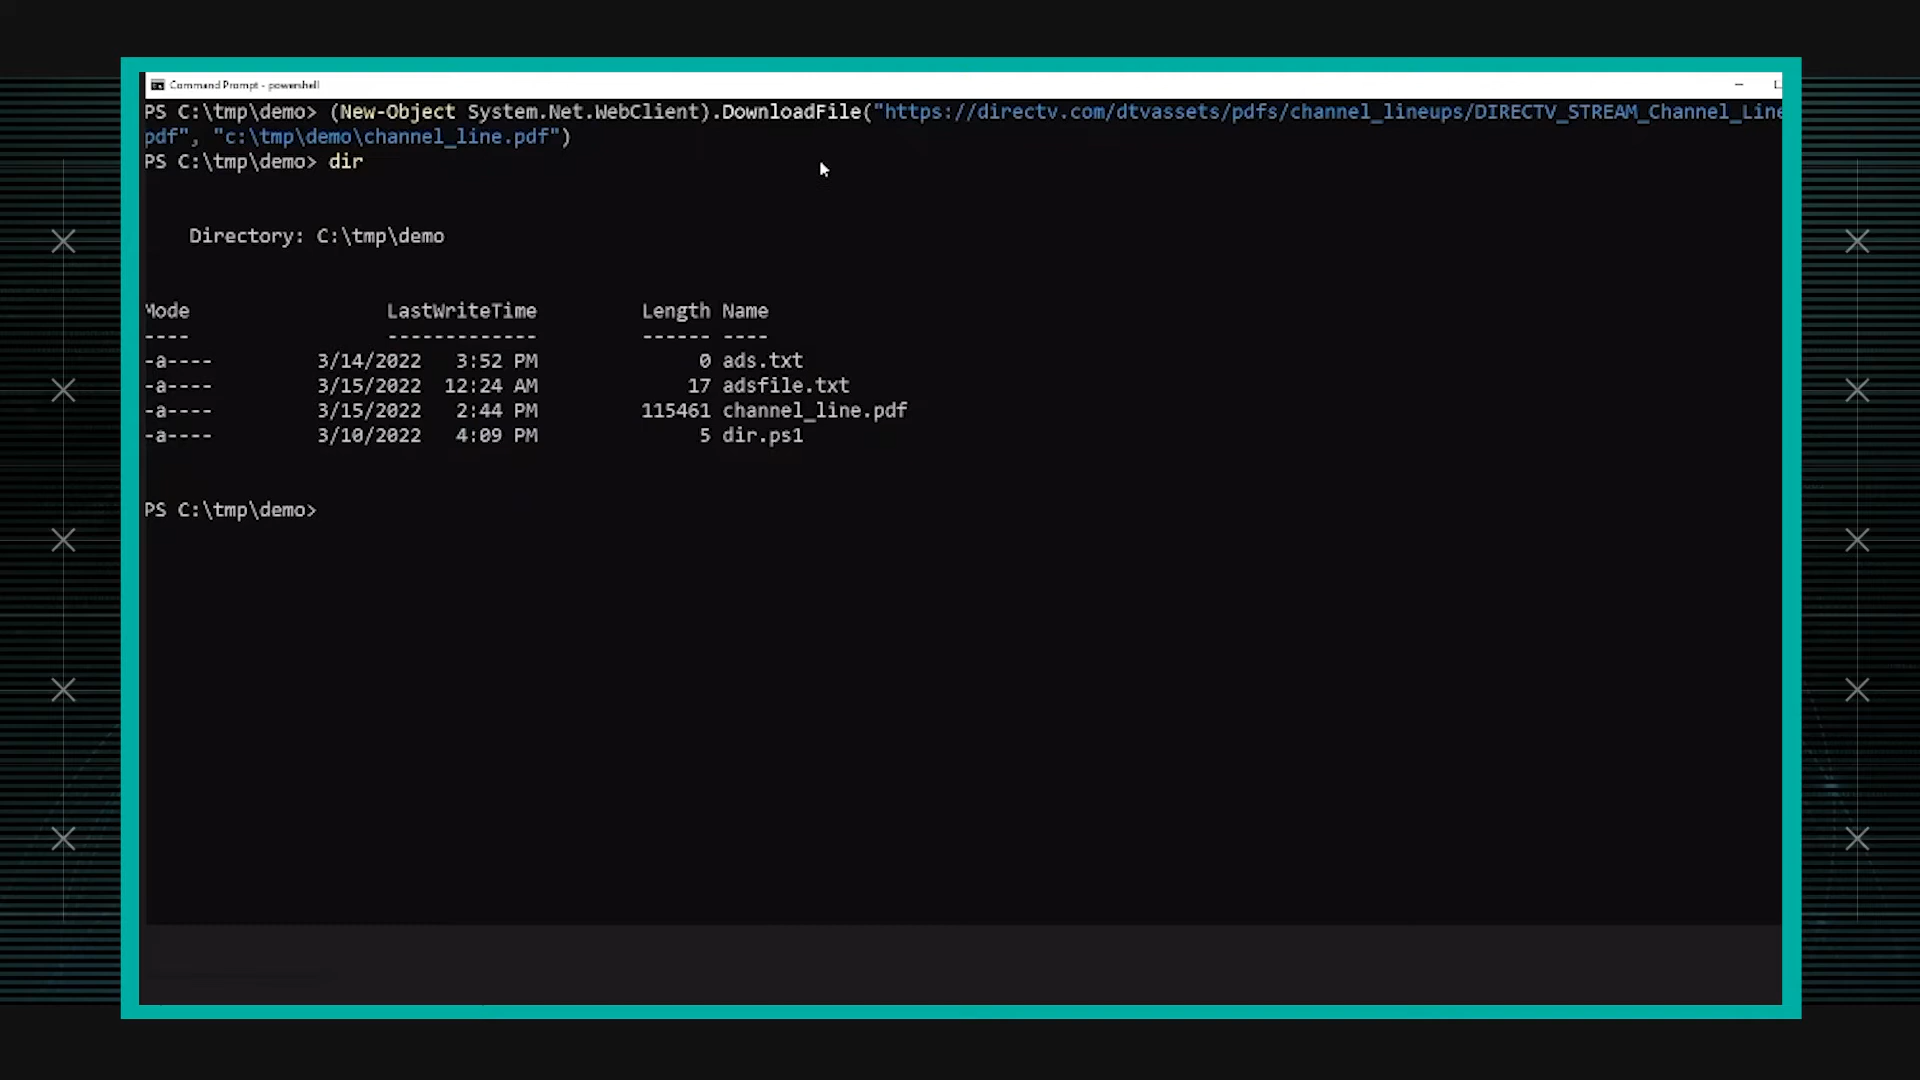 Command Prompt - powershell
PS C:\tmp\demo> (New-Object System.Net.WebClient).DownloadFile("https://directv.com/dtvassets/pdfs/channel_lineups/DIRECTV_STREAM_Channel_Line
pdf", "c:\tmp\demo\channel_line.pdf")
PS C:\tmp\demo> dir
Directory: C:\tmp\demo
Mode LastWriteTime Length Name
---- ------------- ------ ----
-a---- 3/14/2022 3:52 PM 0 ads.txt
-a---- 3/15/2022 12:24 AM 17 adsfile.txt
-a---- 3/15/2022 2:44 PM 115461 channel_line.pdf
-a---- 3/10/2022 4:09 PM 5 dir.ps1
PS C:\tmp\demo>